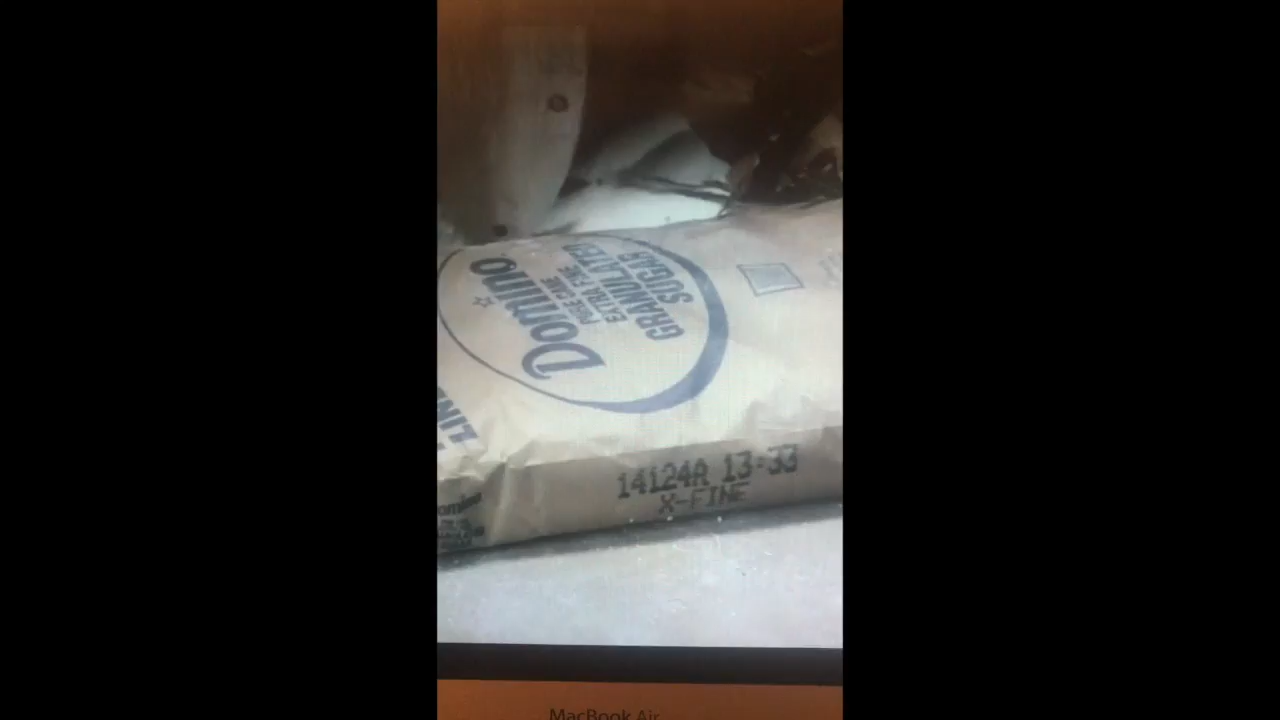 Domino
PURE CANE
EXTRA FINE
GRANULATED
SUGAR
14124A 13:33
X-FINE
MacBook Air